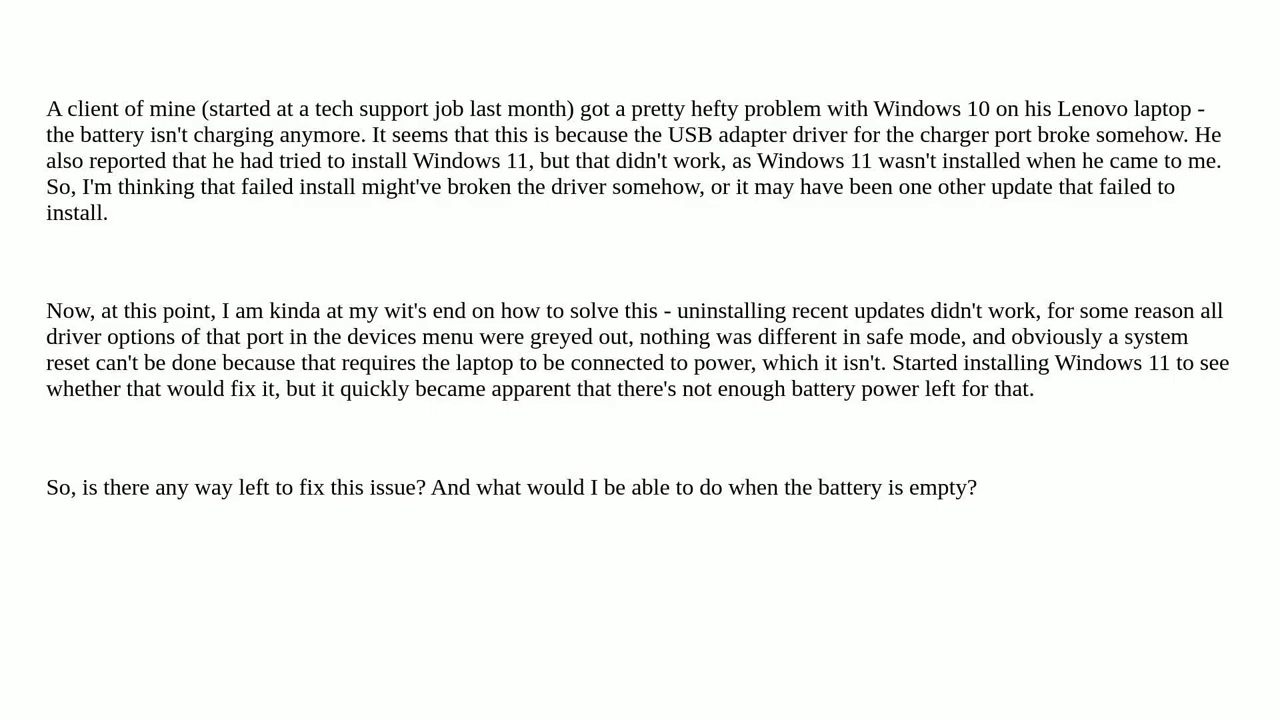 A client of mine (started at a tech support job last month) got a pretty hefty problem with Windows 10 on his Lenovo laptop -
the battery isn't charging anymore. It seems that this is because the USB adapter driver for the charger port broke somehow. He
also reported that he had tried to install Windows 11, but that didn't work, as Windows 11 wasn't installed when he came to me.
So, I'm thinking that failed install might've broken the driver somehow, or it may have been one other update that failed to
install.
Now, at this point, I am kinda at my wit's end on how to solve this - uninstalling recent updates didn't work, for some reason all
driver options of that port in the devices menu were greyed out, nothing was different in safe mode, and obviously a system
reset can't be done because that requires the laptop to be connected to power, which it isn't. Started installing Windows 11 to see
whether that would fix it, but it quickly became apparent that there's not enough battery power left for that.
So, is there any way left to fix this issue? And what would I be able to do when the battery is empty?